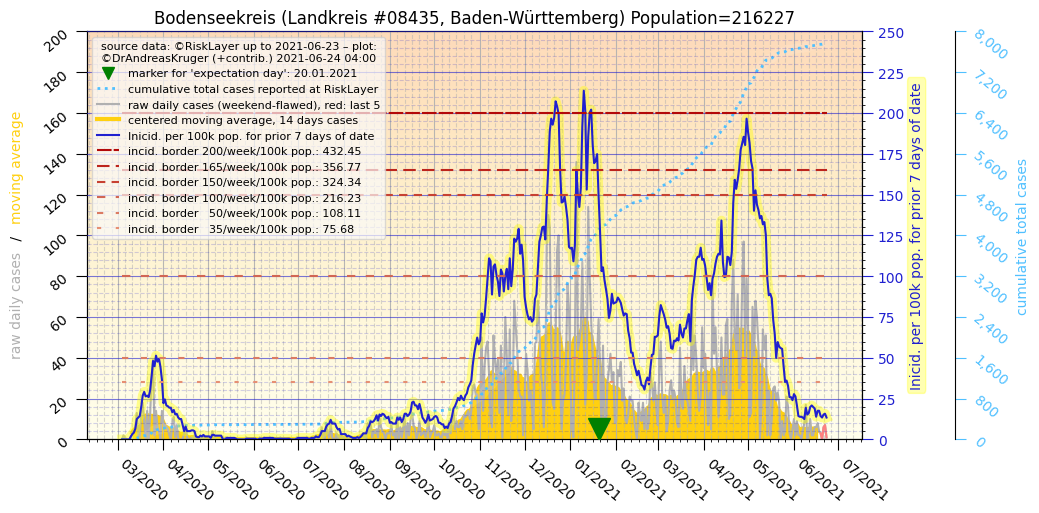 Bodenseekreis (Landkreis #08435, Baden-Württemberg) Population=216227
source data: ©RiskLayer up to 2021-06-23 – plot:
©DrAndreasKruger (+contrib.) 2021-06-24 04:00
marker for 'expectation day': 20.01.2021
cumulative total cases reported at RiskLayer
raw daily cases (weekend-flawed), red: last 5
centered moving average, 14 days cases
Inicid. per 100k pop. for prior 7 days of date
incid. border 200/week/100k pop.: 432.45
incid. border 165/week/100k pop.: 356.77
incid. border 150/week/100k pop.: 324.34
incid. border 100/week/100k pop.: 216.23
incid. border 50/week/100k pop.: 108.11
incid. border 35/week/100k pop.: 75.68
raw daily cases / moving average
200
180
160
140
120
100
80
60
40
20
0
03/2020
04/2020
05/2020
06/2020
07/2020
08/2020
09/2020
10/2020
11/2020
12/2020
01/2021
02/2021
03/2021
04/2021
05/2021
06/2021
07/2021
250
225
200
175
150
125
100
75
50
25
0
Inicid. per 100k pop. for prior 7 days of date
8,000
7,200
6,400
5,600
4,800
4,000
3,200
2,400
1,600
800
0
cumulative total cases